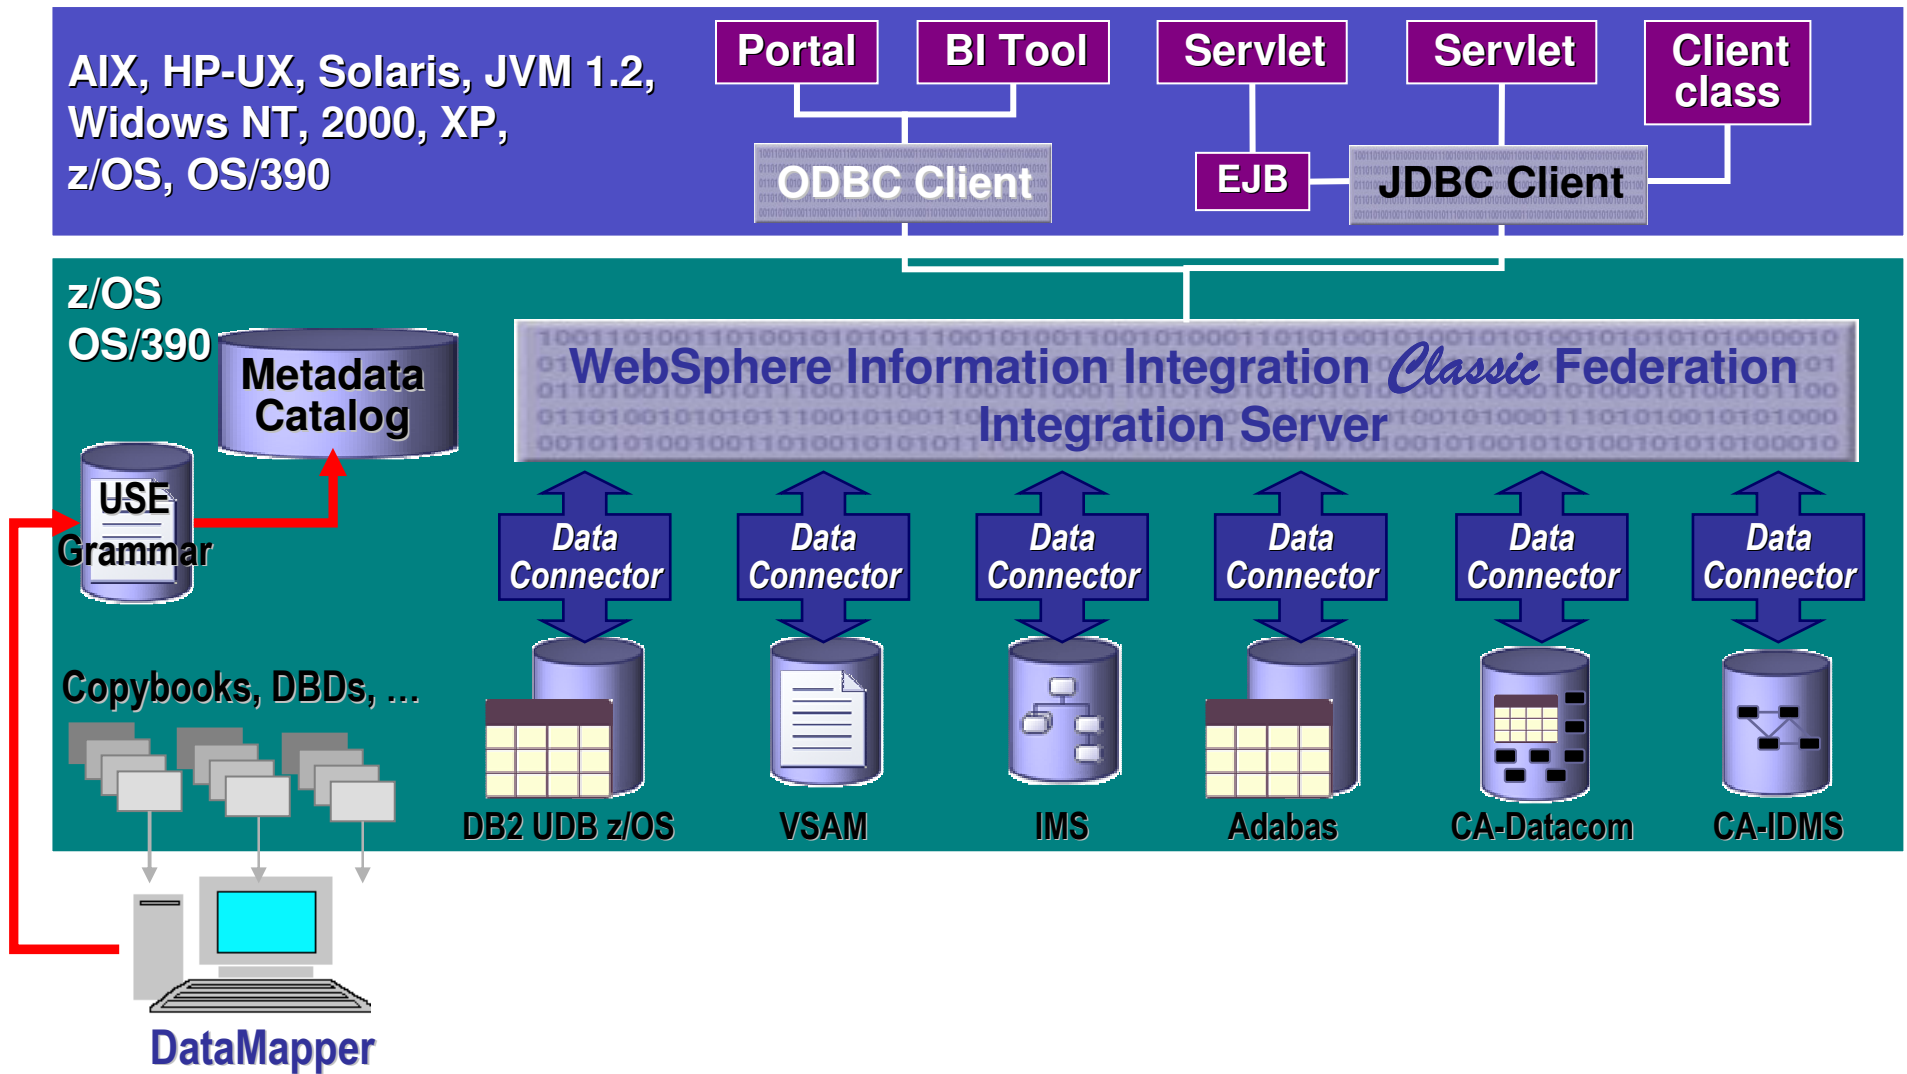 AIX, HP-UX, Solaris, JVM 1.2,
Widows NT, 2000, XP,
z/OS, OS/390
Portal
BI Tool
Servlet
Servlet
Client
class
ODBC Client
EJB
JDBC Client
z/OS
OS/390
Metadata
Catalog
WebSphere Information Integration Classic Federation
Integration Server
USE
Grammar
Data
Connector
Data
Connector
Data
Connector
Data
Connector
Data
Connector
Data
Connector
Copybooks, DBDs, …
DB2 UDB z/OS
VSAM
IMS
Adabas
CA-Datacom
CA-IDMS
DataMapper